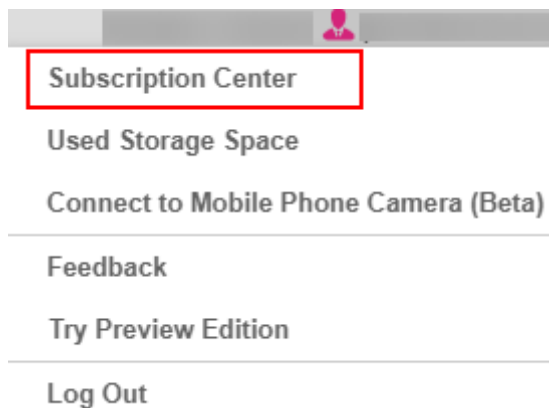 Subscription Center
Used Storage Space
Connect to Mobile Phone Camera (Beta)
Feedback
Try Preview Edition
Log Out